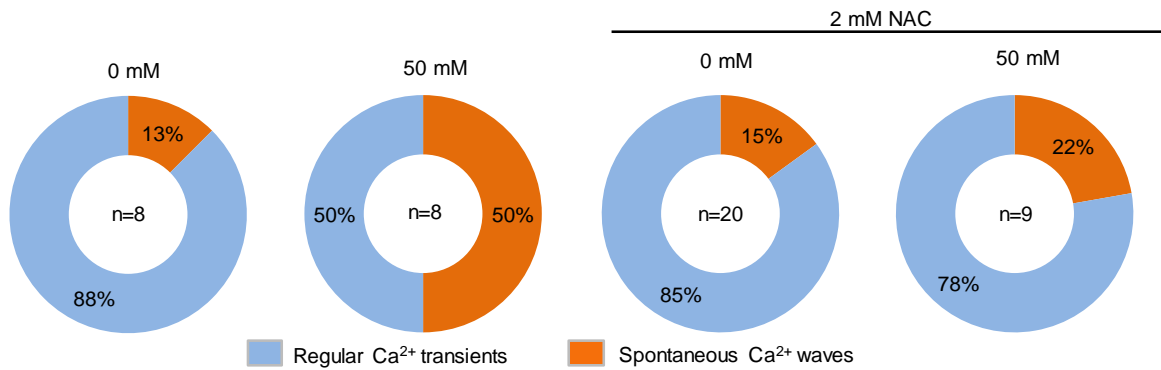 2 mM NAC
0 mM
50 mM
0 mM
50 mM
13%
88%
n=8
50%
n=8
50%
15%
n=20
85%
22%
n=9
78%
Regular Ca²⁺ transients
Spontaneous Ca²⁺ waves